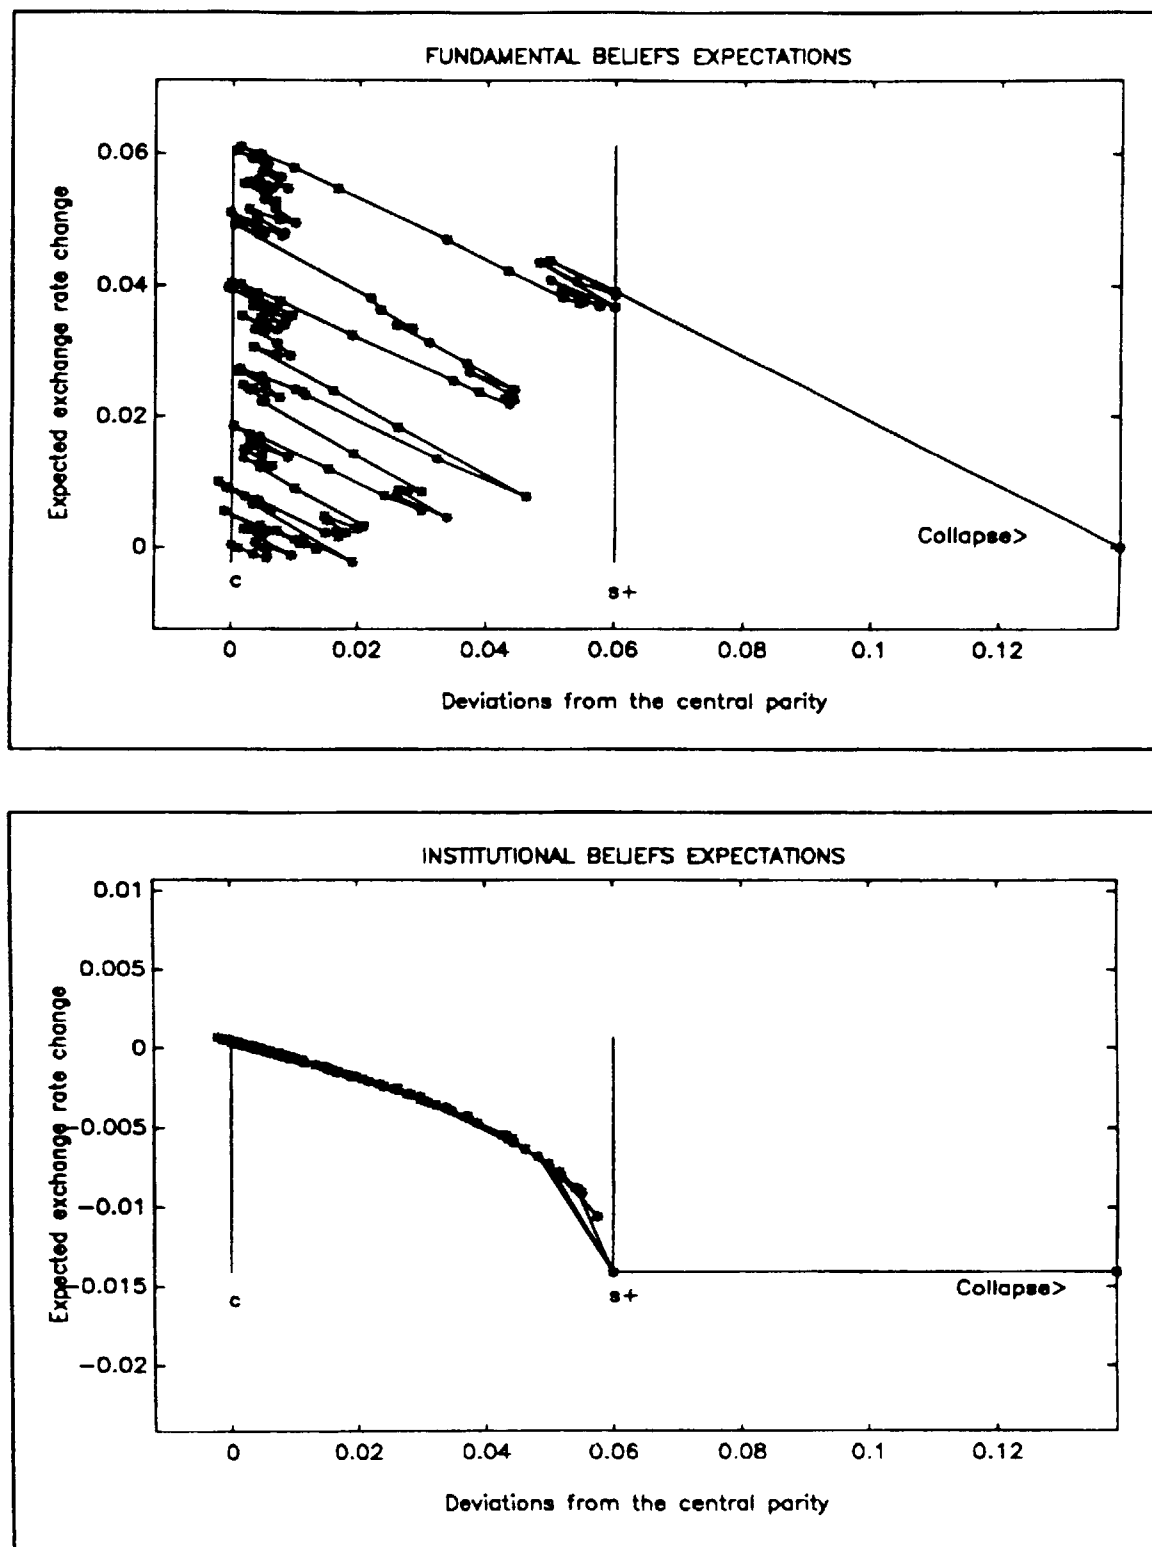 FUNDAMENTAL BELIEFS EXPECTATIONS
Expected exchange rate change
0.06
0.04
0.02
0
c
s+
Collapse>
0 0.02 0.04 0.06 0.08 0.1 0.12
Deviations from the central parity
INSTITUTIONAL BELIEFS EXPECTATIONS
Expected exchange rate change
0.01
0.005
0
-0.005
-0.01
-0.015
-0.02
c
s+
Collapse>
0 0.02 0.04 0.06 0.08 0.1 0.12
Deviations from the central parity